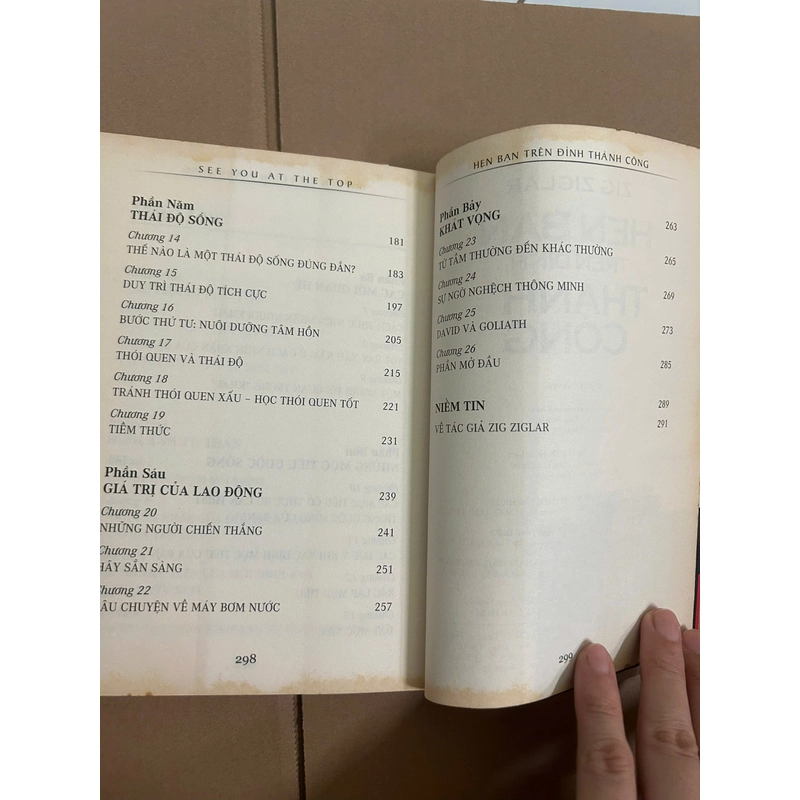 SEE YOU AT THE TOP
Phần Năm
THÁI ĐỘ SỐNG 181
Chương 14
THẾ NÀO LÀ MỘT THÁI ĐỘ SỐNG ĐÚNG ĐẮN? 183
Chương 15
DUY TRÌ THÁI ĐỘ TÍCH CỰC 197
Chương 16
BƯỚC THỨ TƯ: NUÔI DƯỠNG TÂM HỒN 205
Chương 17
THÓI QUEN VÀ THÁI ĐỘ 215
Chương 18
TRÁNH THÓI QUEN XẤU – HỌC THÓI QUEN TỐT 221
Chương 19
TIỀM THỨC 231
Phần Sáu
GIÁ TRỊ CỦA LAO ĐỘNG 239
Chương 20
NHỮNG NGƯỜI CHIẾN THẮNG 241
Chương 21
HÃY SẴN SÀNG 251
Chương 22
ÂU CHUYỆN VỀ MÁY BƠM NƯỚC 257
298
HẸN BẠN TRÊN ĐỈNH THÀNH CÔNG
Phần Bảy
KHÁT VỌNG 263
Chương 23
TỪ TẦM THƯỜNG ĐẾN KHÁC THƯỜNG 265
Chương 24
SỰ NGỜ NGHỆCH THÔNG MINH 269
Chương 25
DAVID VÀ GOLIATH 273
Chương 26
PHẦN MỞ ĐẦU 285
NIỀM TIN 289
VỀ TÁC GIẢ ZIG ZIGLAR 291
299